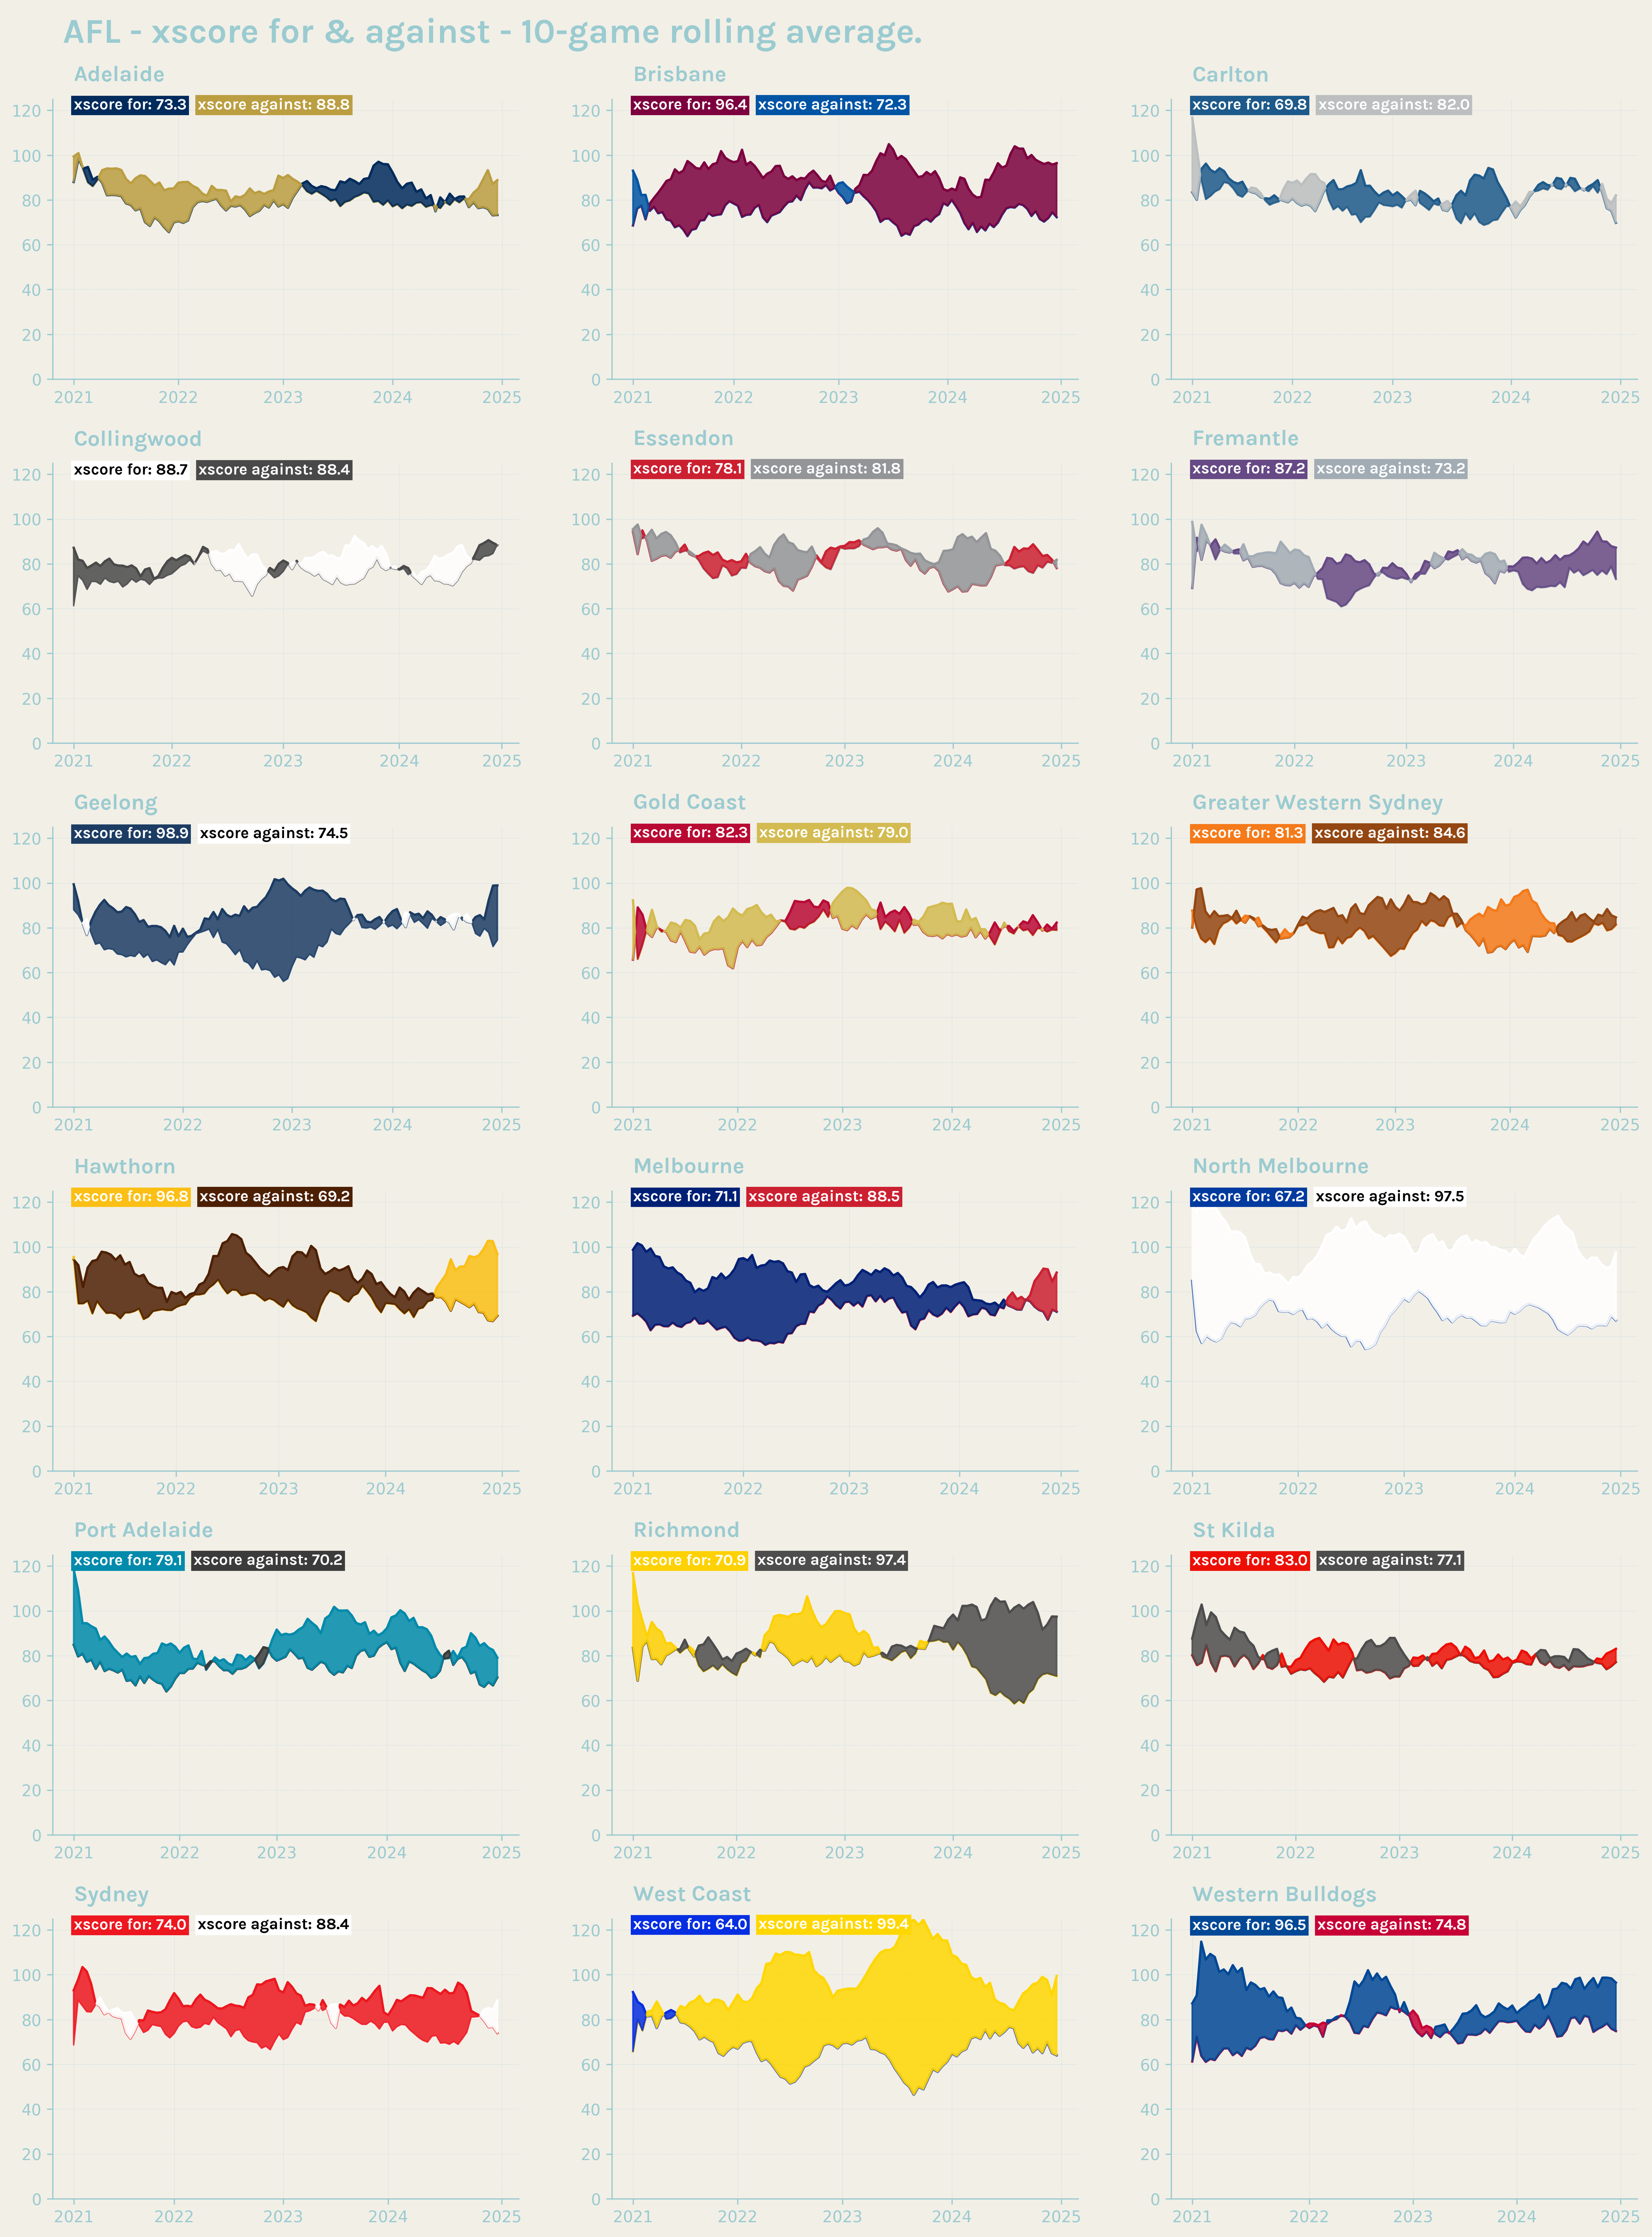 AFL - xscore for & against - 10-game rolling average.
Adelaide
xscore for: 73.3 xscore against: 88.8
120
100
80
60
40
20
0
2021 2022 2023 2024 2025
Brisbane
xscore for: 96.4 xscore against: 72.3
120
100
80
60
40
20
0
2021 2022 2023 2024 2025
Carlton
xscore for: 69.8 xscore against: 82.0
120
100
80
60
40
20
0
2021 2022 2023 2024 2025
Collingwood
xscore for: 88.7 xscore against: 88.4
120
100
80
60
40
20
0
2021 2022 2023 2024 2025
Essendon
xscore for: 78.1 xscore against: 81.8
120
100
80
60
40
20
0
2021 2022 2023 2024 2025
Fremantle
xscore for: 87.2 xscore against: 73.2
120
100
80
60
40
20
0
2021 2022 2023 2024 2025
Geelong
xscore for: 98.9 xscore against: 74.5
120
100
80
60
40
20
0
2021 2022 2023 2024 2025
Gold Coast
xscore for: 82.3 xscore against: 79.0
120
100
80
60
40
20
0
2021 2022 2023 2024 2025
Greater Western Sydney
xscore for: 81.3 xscore against: 84.6
120
100
80
60
40
20
0
2021 2022 2023 2024 2025
Hawthorn
xscore for: 96.8 xscore against: 69.2
120
100
80
60
40
20
0
2021 2022 2023 2024 2025
Melbourne
xscore for: 71.1 xscore against: 88.5
120
100
80
60
40
20
0
2021 2022 2023 2024 2025
North Melbourne
xscore for: 67.2 xscore against: 97.5
120
100
80
60
40
20
0
2021 2022 2023 2024 2025
Port Adelaide
xscore for: 79.1 xscore against: 70.2
120
100
80
60
40
20
0
2021 2022 2023 2024 2025
Richmond
xscore for: 70.9 xscore against: 97.4
120
100
80
60
40
20
0
2021 2022 2023 2024 2025
St Kilda
xscore for: 83.0 xscore against: 77.1
120
100
80
60
40
20
0
2021 2022 2023 2024 2025
Sydney
xscore for: 74.0 xscore against: 88.4
120
100
80
60
40
20
0
2021 2022 2023 2024 2025
West Coast
xscore for: 64.0 xscore against: 99.4
120
100
80
60
40
20
0
2021 2022 2023 2024 2025
Western Bulldogs
xscore for: 96.5 xscore against: 74.8
120
100
80
60
40
20
0
2021 2022 2023 2024 2025